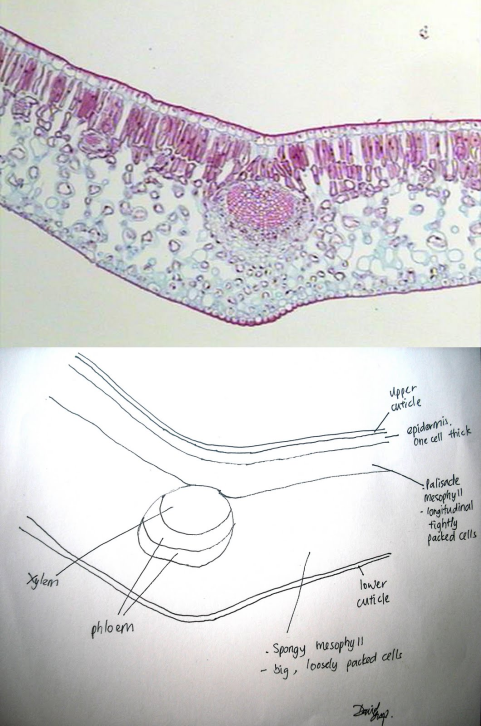 upper
cuticle
epidermis,
one cell thick
- Palisade
mesophyll
- longitudinal
tightly
packed cells
xylem
phloem
lower
cuticle
- Spongy mesophyll
- big, loosely packed cells